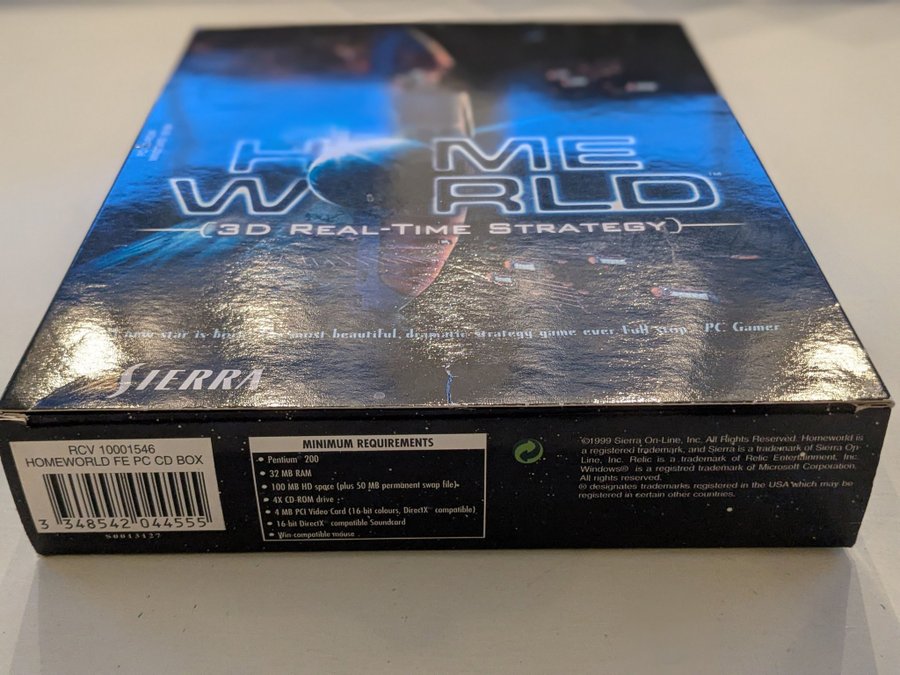 HOME
WORLD™
3D REAL-TIME STRATEGY
star is most beautiful, dramatic strategy game ever Full stop. PC Gamer
SIERRA
RCV 10001546
HOMEWORLD FE PC CD BOX
3 348542 044555
S0013127
MINIMUM REQUIREMENTS
• Pentium® 200
• 32 MB RAM
• 100 MB HD space (plus 50 MB permanent swap file)
• 4X CD-ROM drive
• 4 MB PCI Video Card (16-bit colours, DirectX™ compatible)
• 16-bit DirectX™ compatible Soundcard
• Win-compatible mouse
©1999 Sierra On-Line, Inc. All Rights Reserved. Homeworld is
a registered trademark, and Sierra is a trademark of Sierra On-
Line, Inc. Relic is a trademark of Relic Entertainment, Inc.
Windows® is a registred trademark of Microsoft Corporation.
All rights reserved.
® designates trademarks registered in the USA which may be
registered in certain other countries.